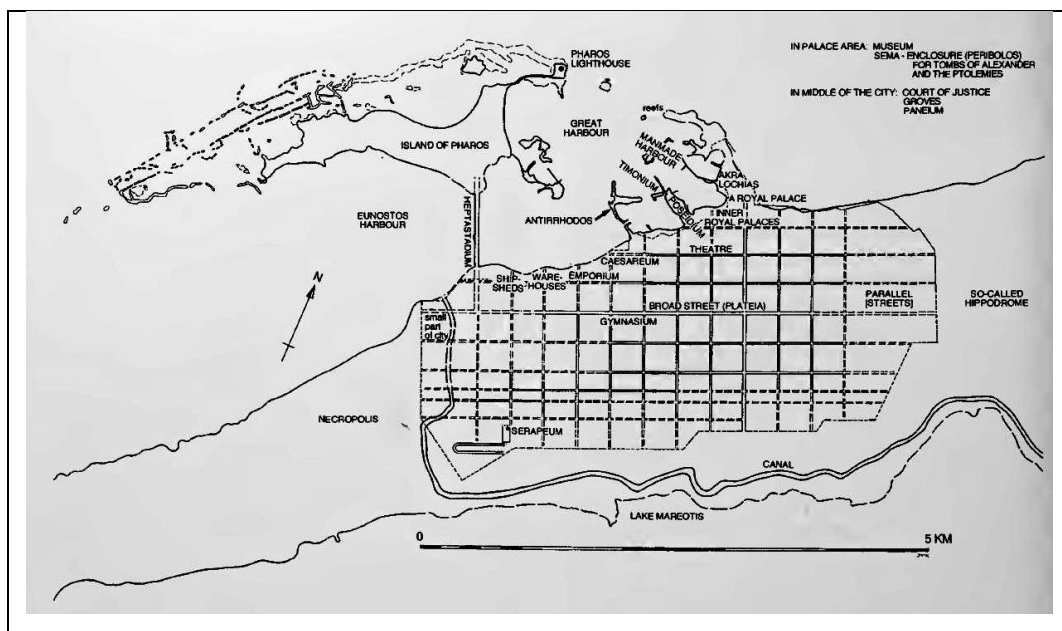 PHAROS
LIGHTHOUSE
IN PALACE AREA: MUSEUM
SEMA - ENCLOSURE (PERIBOLOS)
FOR TOMBS OF ALEXANDER
AND THE PTOLEMIES
IN MIDDLE OF THE CITY: COURT OF JUSTICE
GROVES
PANEIUM
reefs
GREAT
HARBOUR
MANMADE
HARBOUR
ISLAND OF PHAROS
TIMONIUM
AKRA
LOCHIAS
A ROYAL PALACE
POSEIDIUM
INNER
ROYAL PALACES
EUNOSTOS
HARBOUR
HEPTASTADIUM
ANTIRRHODOS
THEATRE
CAESAREUM
N
SHIP-
SHEDS
WARE-
HOUSES
EMPORIUM
BROAD STREET (PLATEIA)
PARALLEL
[STREETS]
SO-CALLED
HIPPODROME
small
part
of city
GYMNASIUM
NECROPOLIS
SERAPEUM
CANAL
LAKE MAREOTIS
0
5 KM